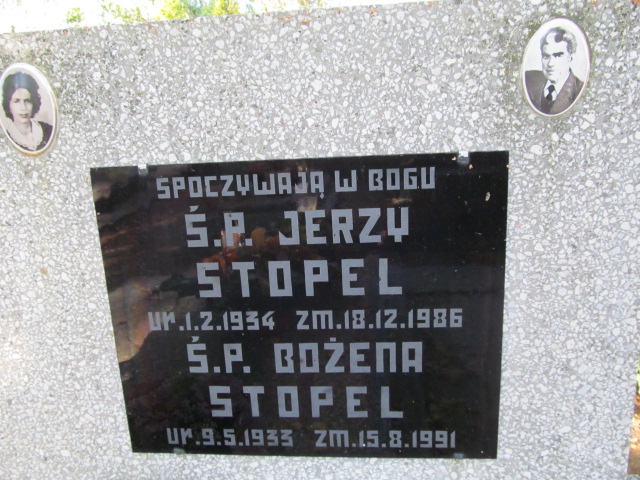 SPOCZYWAJĄ W BOGU
Ś.P. JERZY
STOPEL
UR.1.2.1934 ZM.18.12.1986
Ś.P. BOŻENA
STOPEL
UR.9.5.1933 ZM.15.8.1991